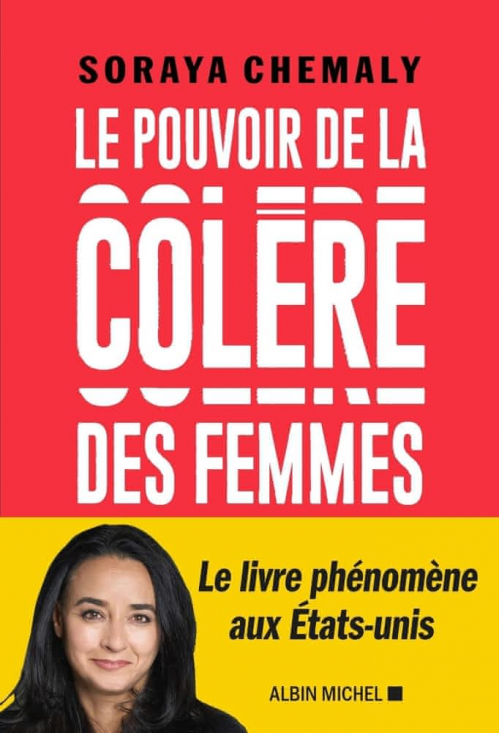 SORAYA CHEMALY
LE POUVOIR DE LA
COLÈRE
DES FEMMES
Le livre phénomène
aux États-unis
ALBIN MICHEL